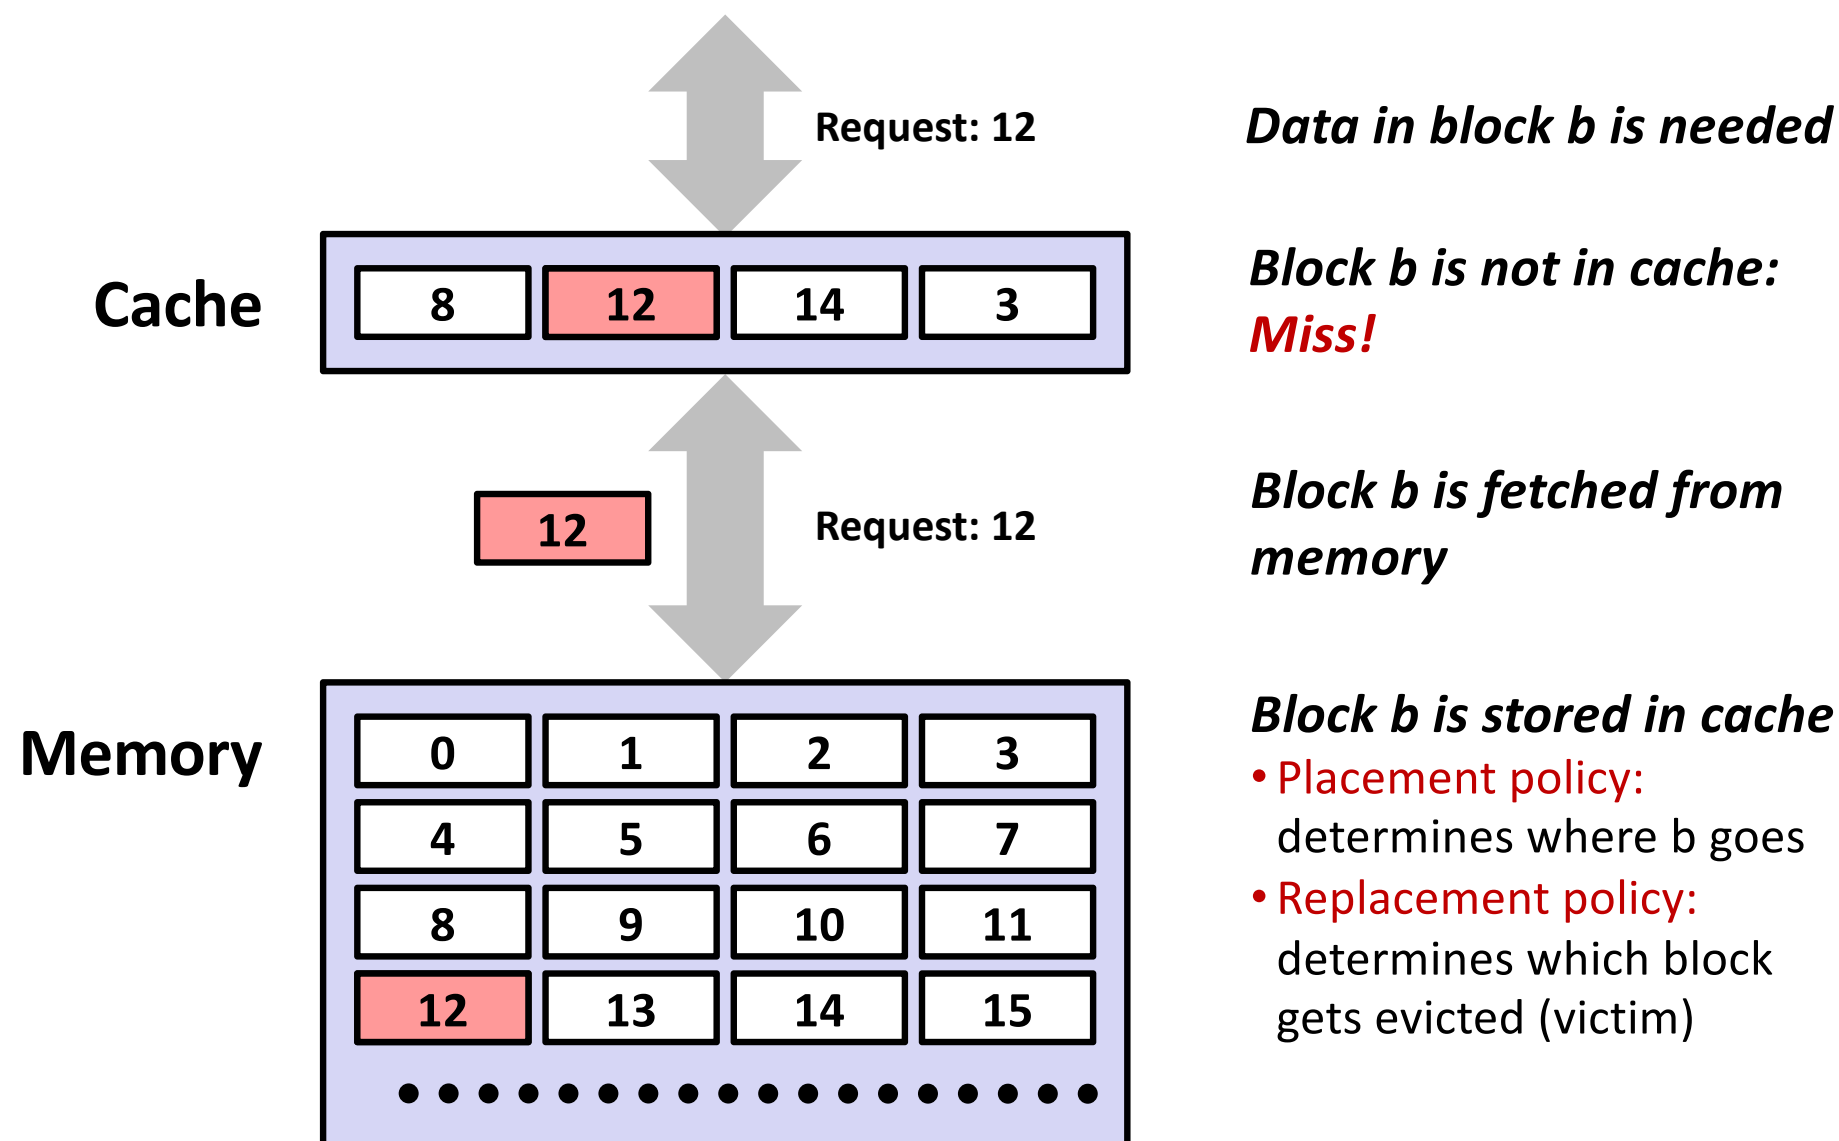 Request: 12
Data in block b is needed
Cache
8 12 14 3
Block b is not in cache:
Miss!
12
Request: 12
Block b is fetched from
memory
Memory
0 1 2 3
4 5 6 7
8 9 10 11
12 13 14 15
Block b is stored in cache
• Placement policy:
determines where b goes
• Replacement policy:
determines which block
gets evicted (victim)